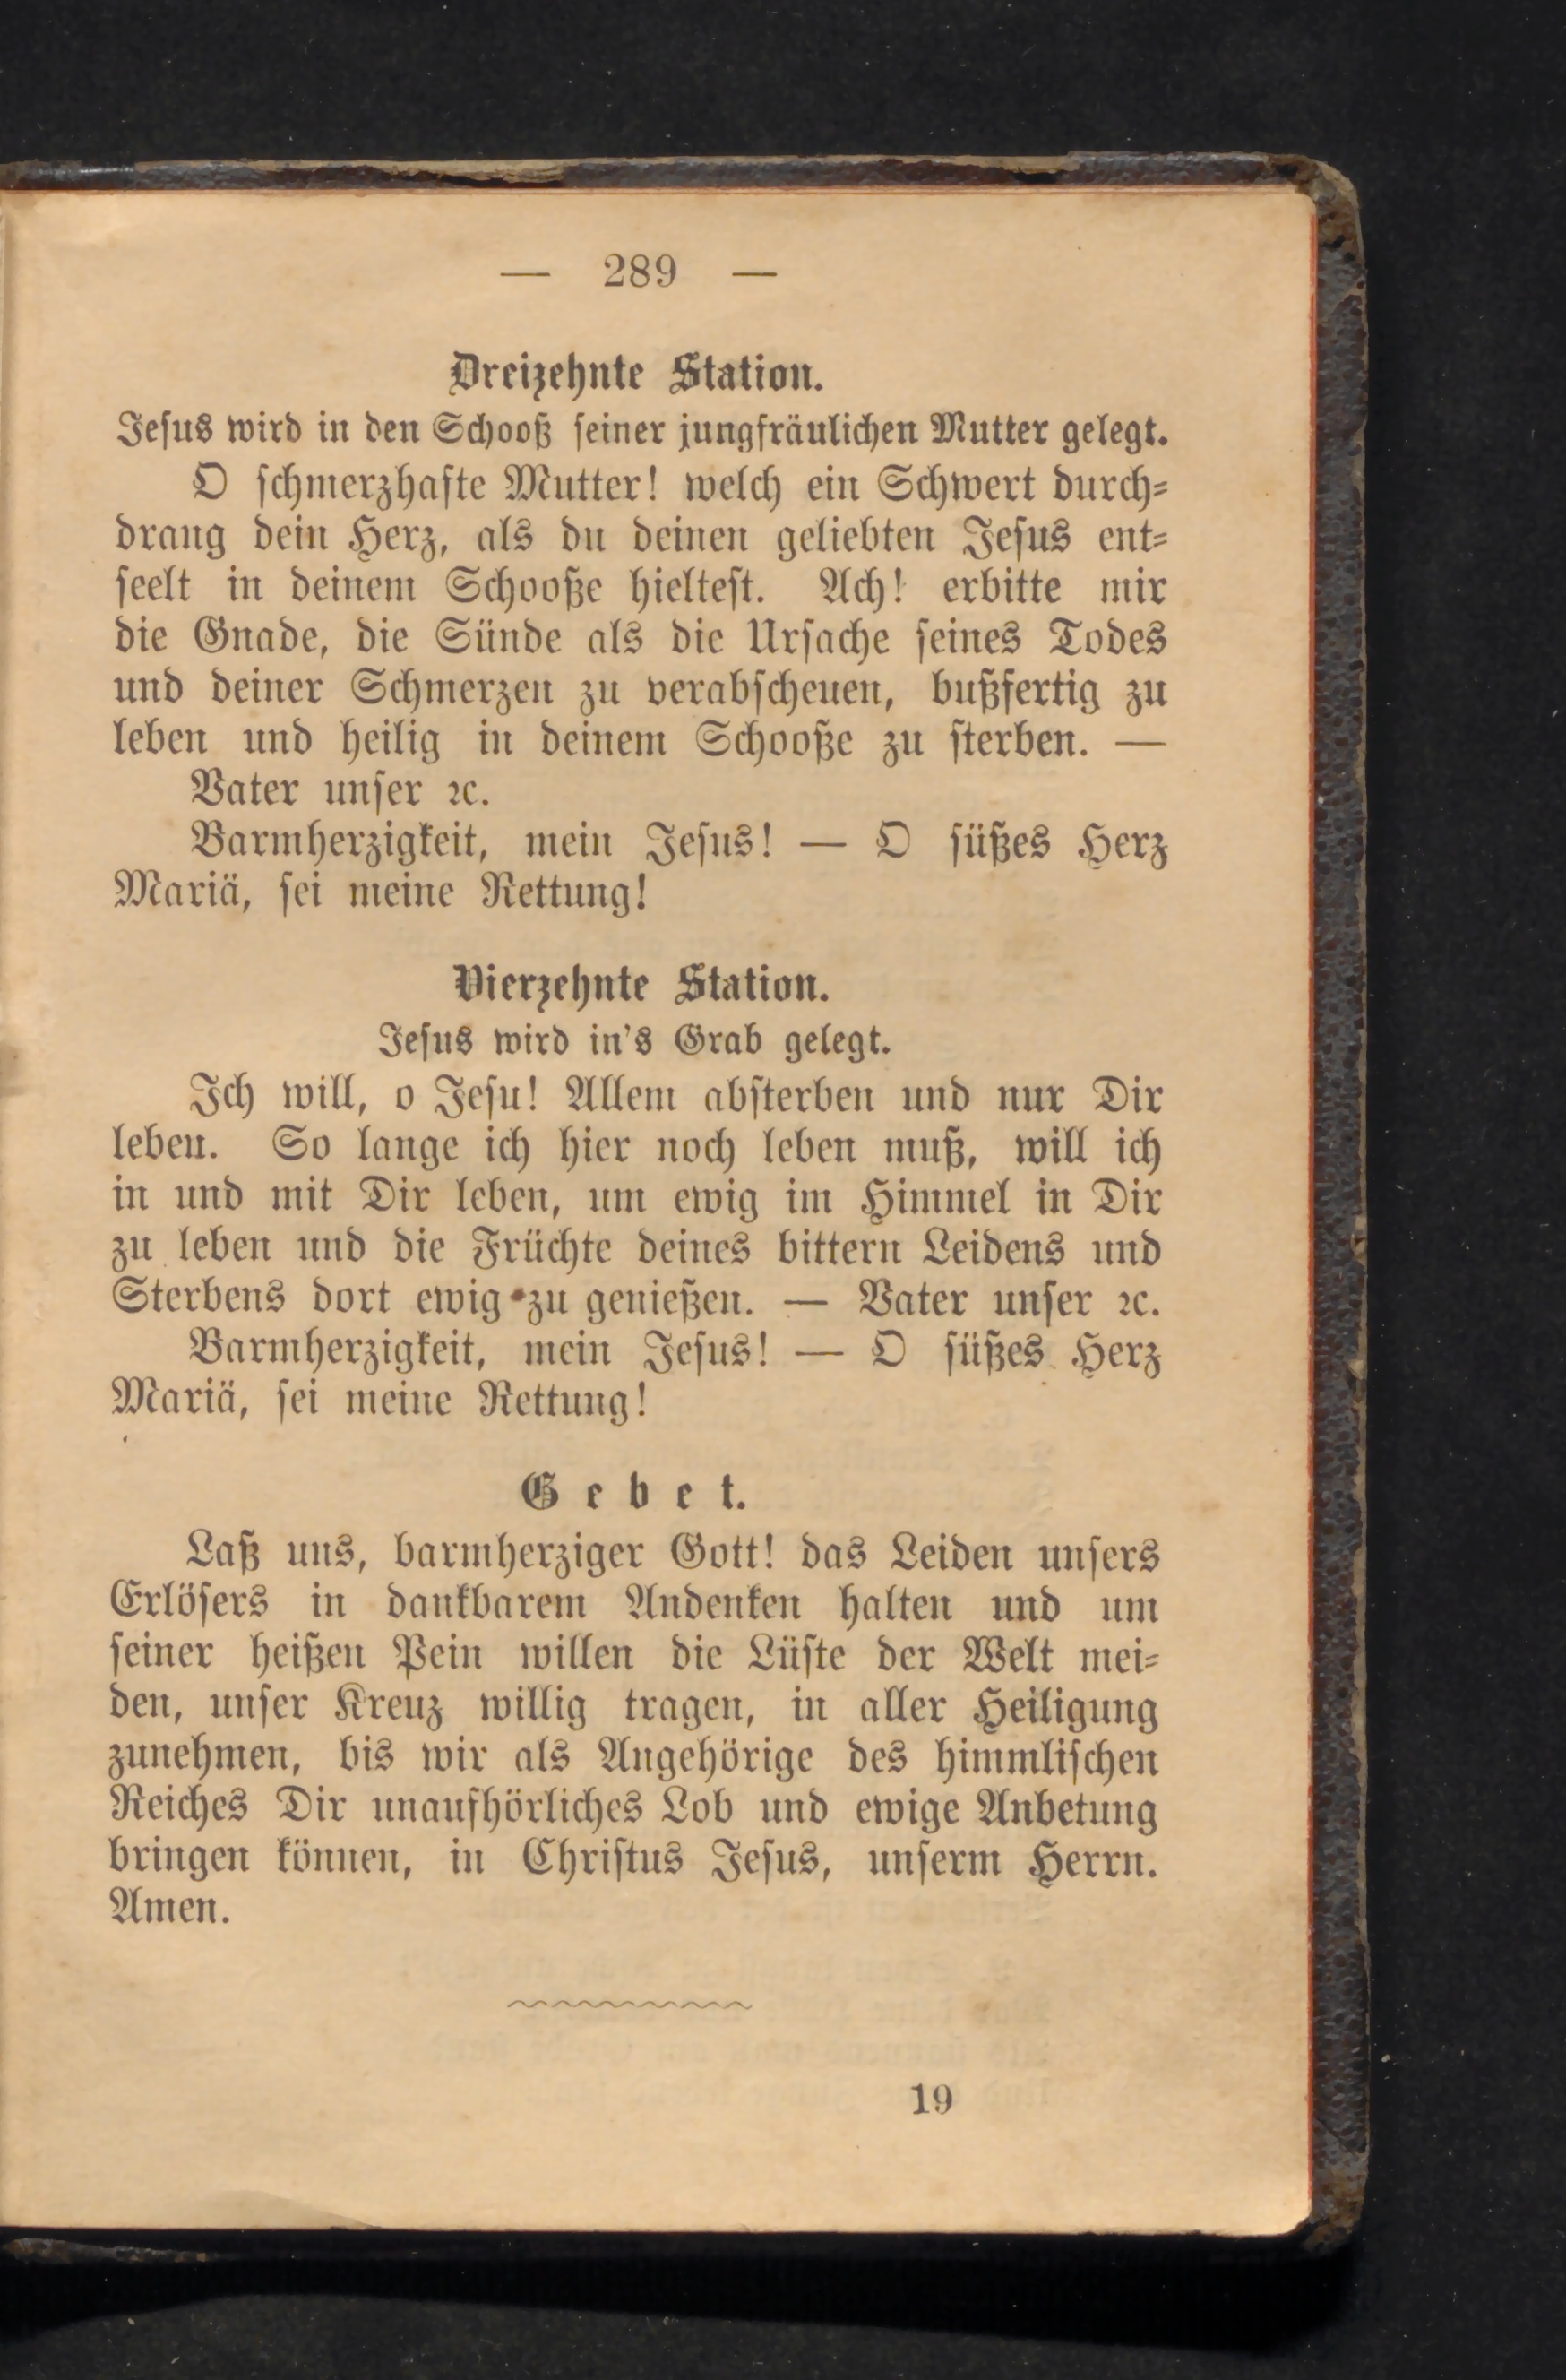 — 289 —
Dreizehnte Station.
Jesus wird in den Schooß seiner jungfräulichen Mutter gelegt.
O schmerzhafte Mutter! welch ein Schwert durch-
drang dein Herz, als du deinen geliebten Jesus ent-
seelt in deinem Schooße hieltest. Ach! erbitte mir
die Gnade, die Sünde als die Ursache seines Todes
und deiner Schmerzen zu verabscheuen, bußfertig zu
leben und heilig in deinem Schooße zu sterben. —
Vater unser ꝛc.
Barmherzigkeit, mein Jesus! — O süßes Herz
Mariä, sei meine Rettung!
Vierzehnte Station.
Jesus wird in's Grab gelegt.
Ich will, o Jesu! Allem absterben und nur Dir
leben. So lange ich hier noch leben muß, will ich
in und mit Dir leben, um ewig im Himmel in Dir
zu leben und die Früchte deines bittern Leidens und
Sterbens dort ewig zu genießen. — Vater unser ꝛc.
Barmherzigkeit, mein Jesus! — O süßes Herz
Mariä, sei meine Rettung!
Gebet.
Laß uns, barmherziger Gott! das Leiden unsers
Erlösers in dankbarem Andenken halten und um
seiner heißen Pein willen die Lüste der Welt mei-
den, unser Kreuz willig tragen, in aller Heiligung
zunehmen, bis wir als Angehörige des himmlischen
Reiches Dir unaufhörliches Lob und ewige Anbetung
bringen können, in Christus Jesus, unserm Herrn.
Amen.
19